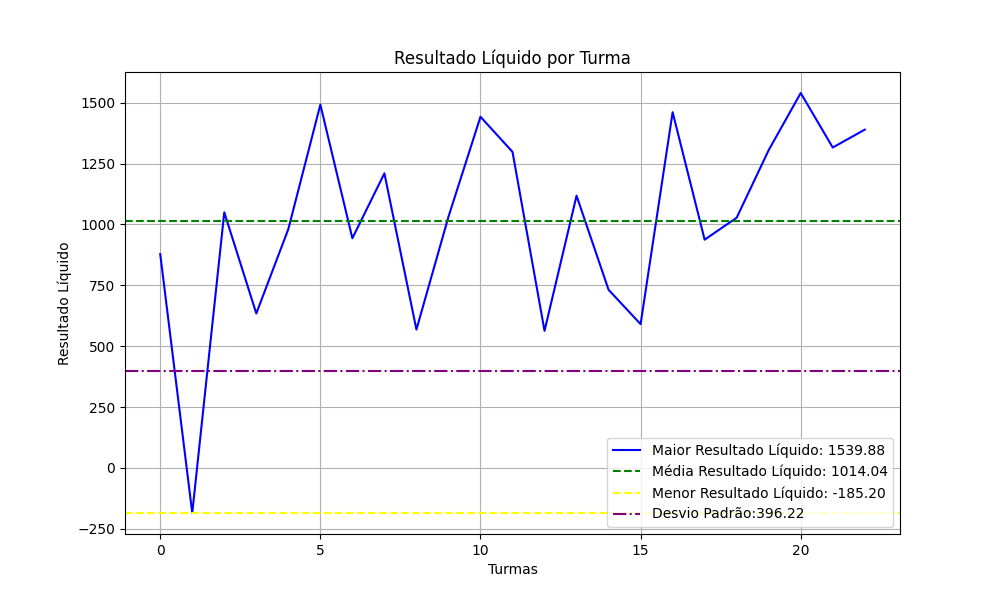 Resultado Líquido por Turma
1500
1250
1000
750
500
250
0
−250
Resultado Líquido
0 5 10 15 20
Turmas
Maior Resultado Líquido: 1539.88
Média Resultado Líquido: 1014.04
Menor Resultado Líquido: -185.20
Desvio Padrão:396.22